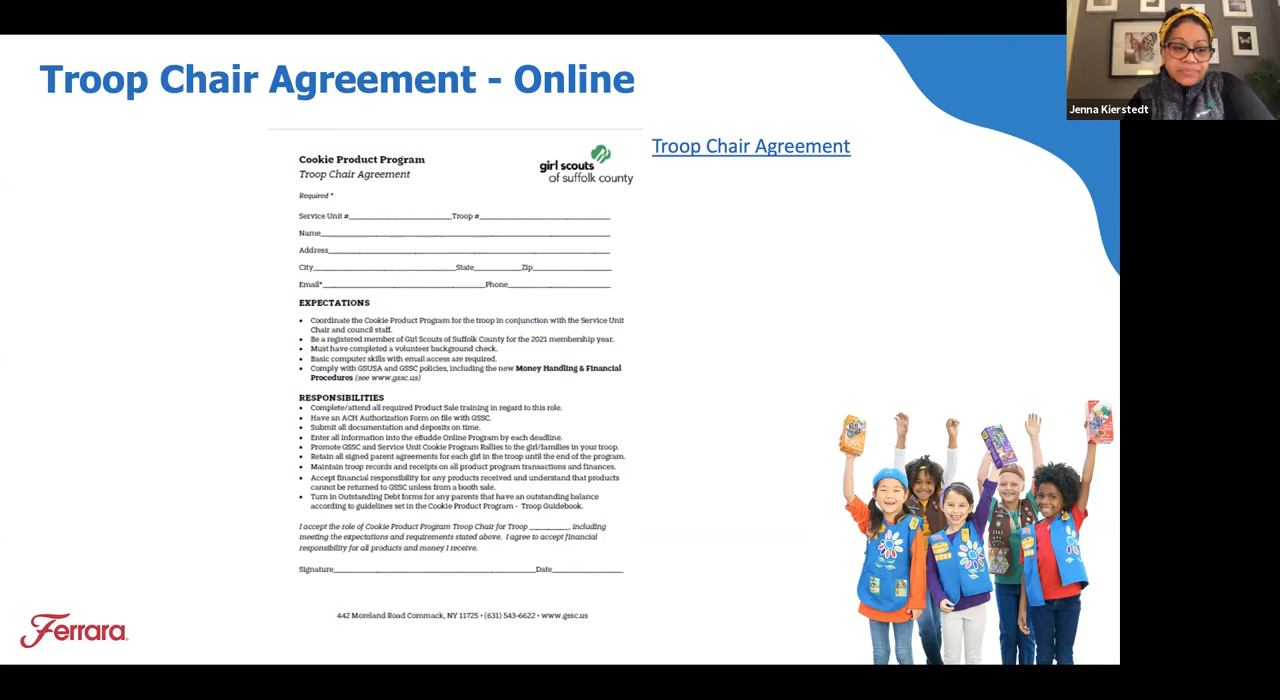 Troop Chair Agreement - Online
Jenna Kierstedt
Troop Chair Agreement
Cookie Product Program
Troop Chair Agreement
girl scouts
of suffolk county
Required *
Service Unit #____________________Troop #____________________
Name____________________
Address____________________
City____________________State__________Zip____________________
Email*____________________Phone____________________
EXPECTATIONS
• Coordinate the Cookie Product Program for the troop in conjunction with the Service Unit
Chair and council staff.
• Be a registered member of Girl Scouts of Suffolk County for the 2021 membership year.
• Must have completed a volunteer background check.
• Basic computer skills with email access are required.
• Comply with GSUSA and GSSC policies, including the new Money Handling & Financial
Procedures (see www.gssc.us)
RESPONSIBILITIES
• Complete/attend all required Product Sale training in regard to this role.
• Have an ACH Authorization Form on file with GSSC.
• Submit all documentation and deposits on time.
• Enter all information into the eBudde Online Program by each deadline.
• Promote GSSC and Service Unit Cookie Program Rallies to the girl/families in your troop.
• Retain all signed parent agreements for each girl in the troop until the end of the program.
• Maintain troop records and receipts on all product program transactions and finances.
• Accept financial responsibility for any products received and understand that products
cannot be returned to GSSC unless from a booth sale.
• Turn in Outstanding Debt forms for any parents that have an outstanding balance
according to guidelines set in the Cookie Product Program - Troop Guidebook.
I accept the role of Cookie Product Program Troop Chair for Troop ________, including
meeting the expectations and requirements stated above. I agree to accept financial
responsibility for all products and money I receive.
Signature____________________Date____________________
442 Moreland Road Commack, NY 11725 • (631) 543-6622 • www.gssc.us
Ferrara